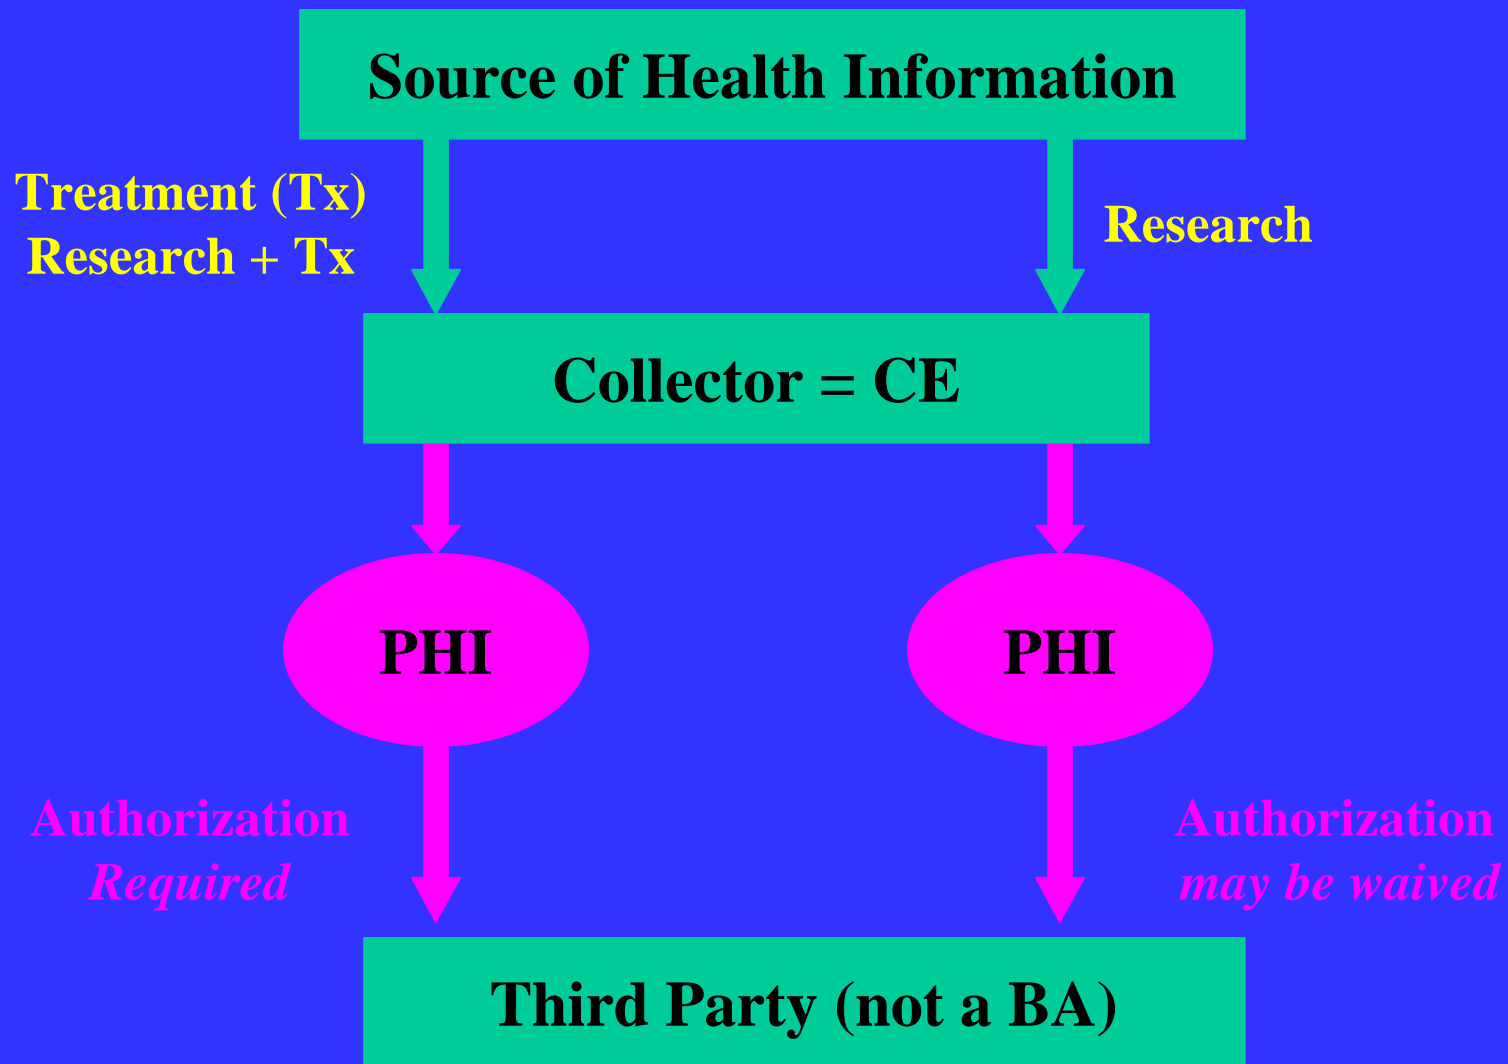 Source of Health Information
Treatment (Tx)
Research + Tx
Research
Collector = CE
PHI
PHI
Authorization
Required
Authorization
may be waived
Third Party (not a BA)